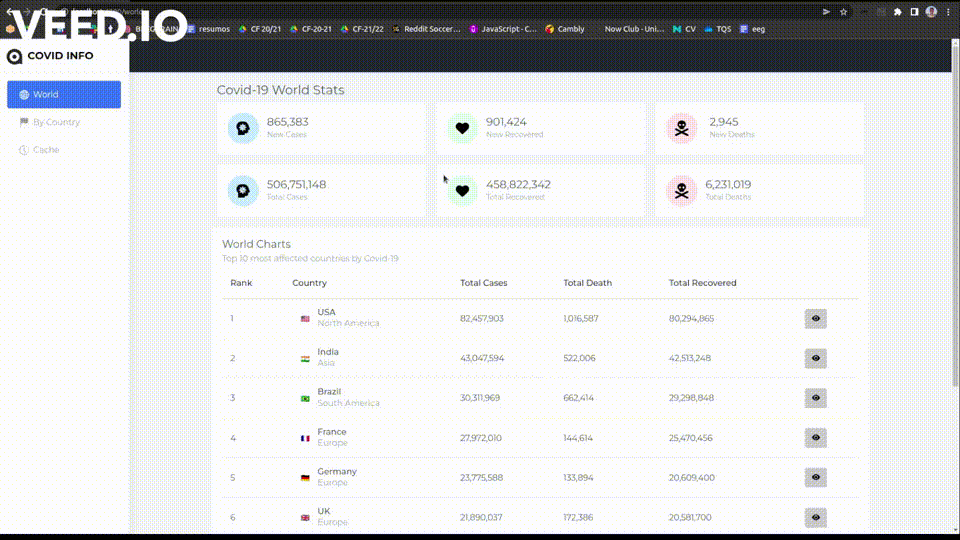 VEED.IO
resumos
CF 20/21
CF-20-21
CF-21/22
Reddit Soccer...
JavaScript - C...
Cambly
Now Club - Uni...
CV
TQS
eeg
COVID INFO
World
By Country
Cache
Covid-19 World Stats
865,383
New Cases
901,424
New Recovered
2,945
New Deaths
506,751,148
Total Cases
458,822,342
Total Recovered
6,231,019
Total Deaths
World Charts
Top 10 most affected countries by Covid-19
Rank Country Total Cases Total Death Total Recovered
1 USA 82,457,903 1,016,587 80,294,865
North America
2 India 43,047,594 522,006 42,513,248
Asia
3 Brazil 30,311,969 662,414 29,298,848
South America
4 France 27,972,010 144,614 25,470,456
Europe
5 Germany 23,775,588 133,894 20,609,400
Europe
6 UK 21,890,037 172,386 20,581,700
Europe